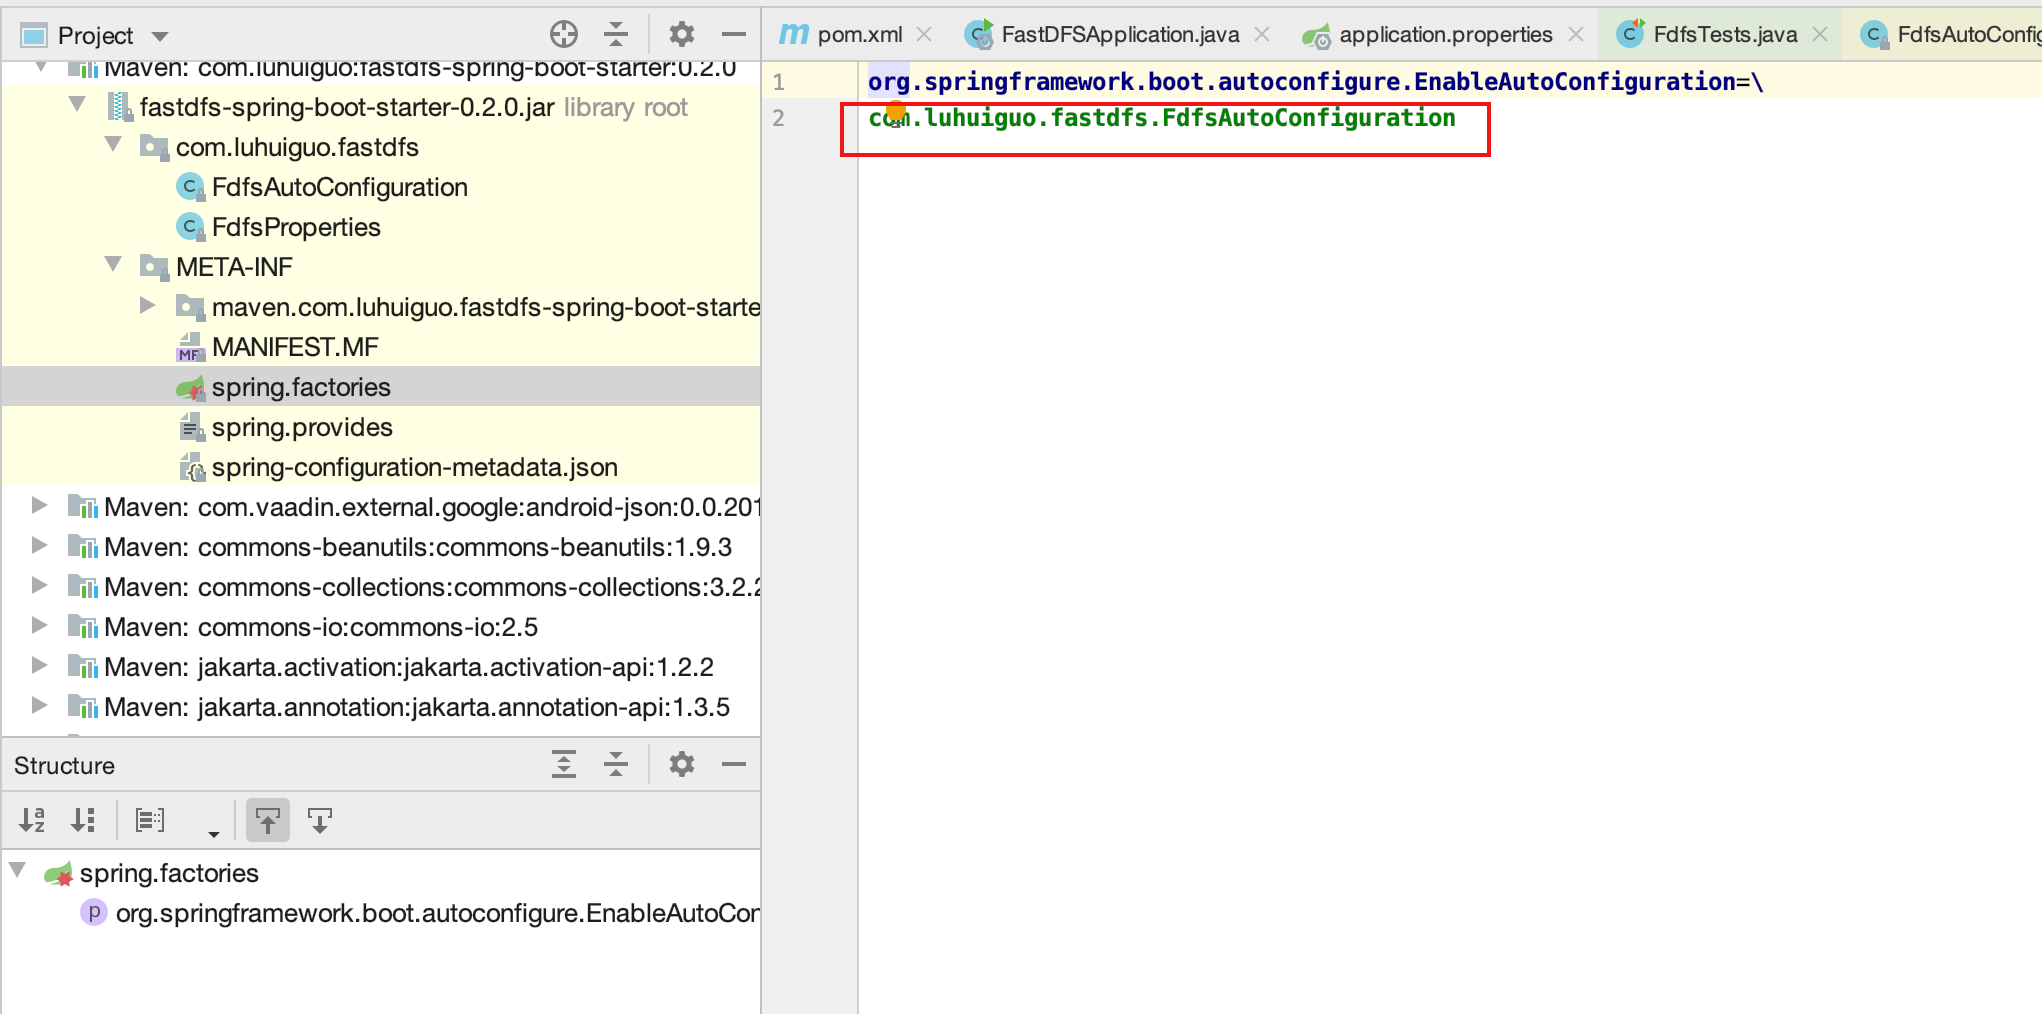 Project
Maven: com.luhuiguo:fastdfs-spring-boot-starter:0.2.0
fastdfs-spring-boot-starter-0.2.0.jar library root
com.luhuiguo.fastdfs
C FdfsAutoConfiguration
C FdfsProperties
META-INF
maven.com.luhuiguo.fastdfs-spring-boot-starte
MF MANIFEST.MF
spring.factories
spring.provides
spring-configuration-metadata.json
Maven: com.vaadin.external.google:android-json:0.0.201
Maven: commons-beanutils:commons-beanutils:1.9.3
Maven: commons-collections:commons-collections:3.2.2
Maven: commons-io:commons-io:2.5
Maven: jakarta.activation:jakarta.activation-api:1.2.2
Maven: jakarta.annotation:jakarta.annotation-api:1.3.5
Structure
spring.factories
p org.springframework.boot.autoconfigure.EnableAutoCon
m pom.xml
C FastDFSApplication.java
application.properties
C FdfsTests.java
C FdfsAutoConfig
1 org.springframework.boot.autoconfigure.EnableAutoConfiguration=\
2 com.luhuiguo.fastdfs.FdfsAutoConfiguration